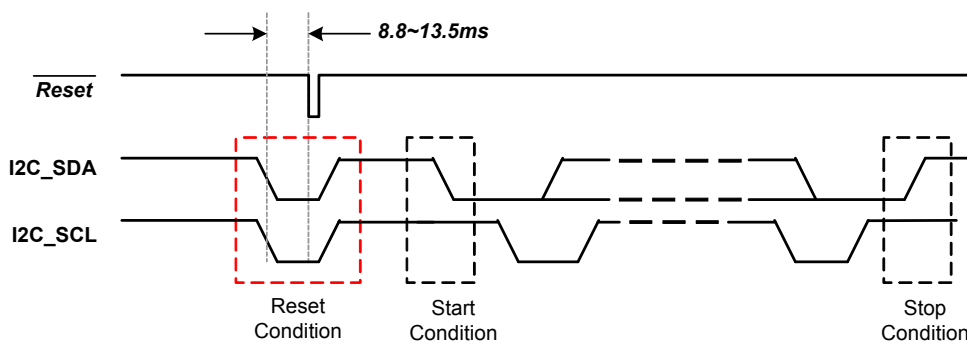 8.8~13.5ms
Reset
I2C_SDA
I2C_SCL
Reset
Condition
Start
Condition
Stop
Condition